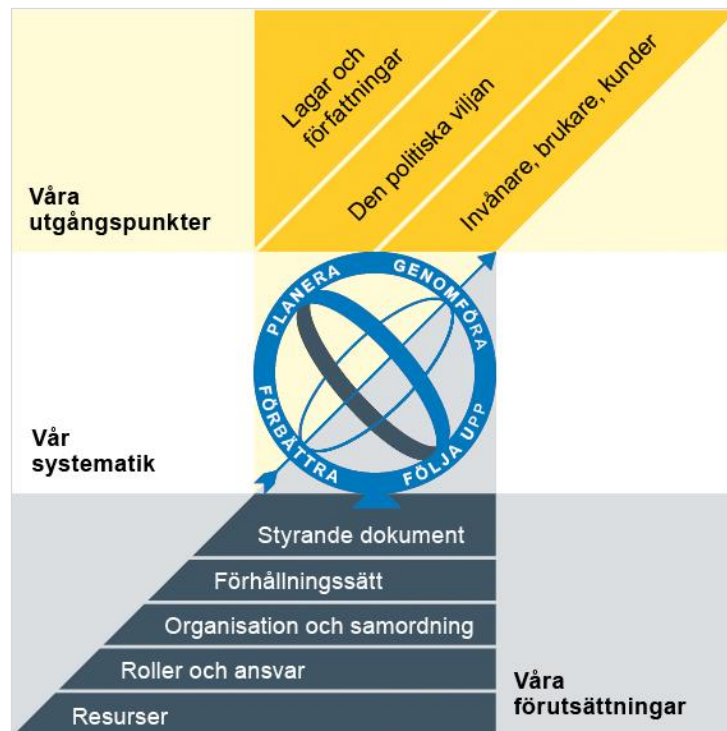 Lagar och
författningar
Den politiska viljan
Invånare, brukare, kunder
Våra
utgångspunkter
PLANERA
GENOMFÖRA
FÖRBÄTTRA
FÖLJA UPP
Vår
systematik
Styrande dokument
Förhållningssätt
Organisation och samordning
Roller och ansvar
Resurser
Våra
förutsättningar